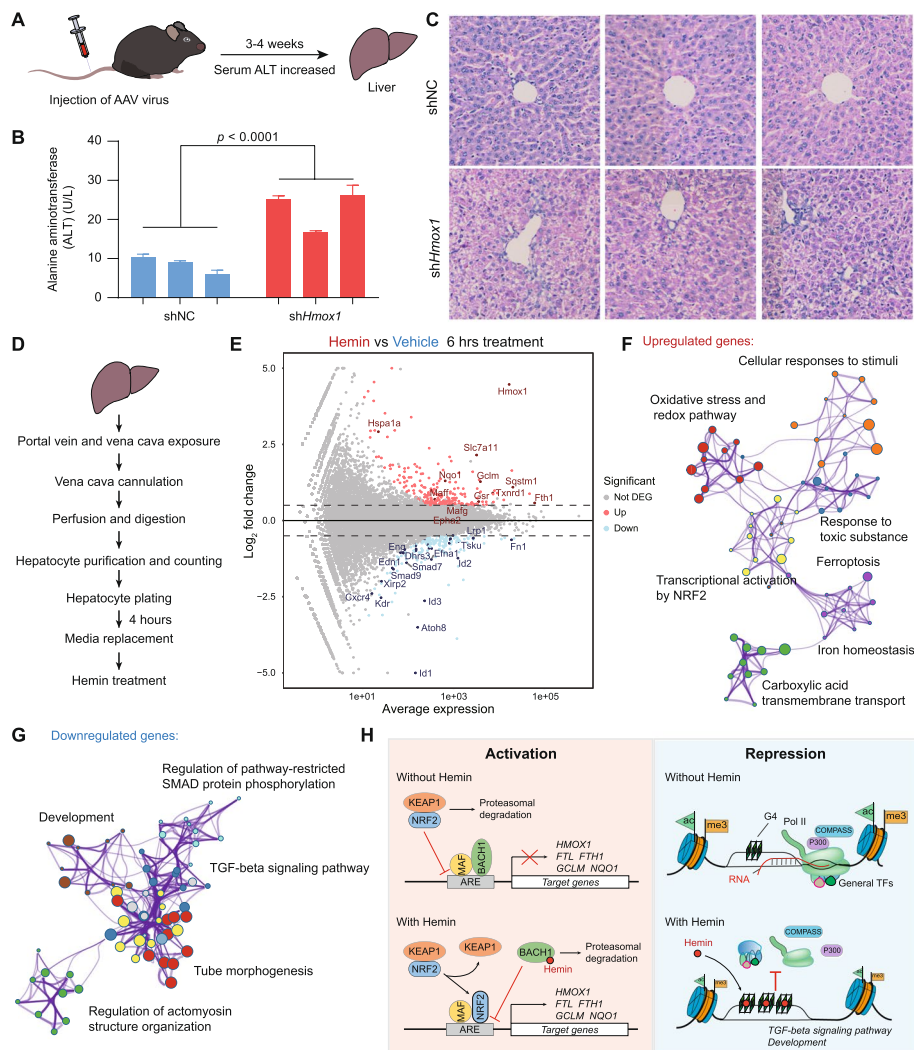 A
3-4 weeks
Serum ALT increased
Injection of AAV virus
Liver
B
p < 0.0001
Alanine aminotransferase
(ALT) (U/L)
40
30
20
10
0
shNC
shHmox1
C
shNC
shHmox1
D
Portal vein and vena cava exposure
Vena cava cannulation
Perfusion and digestion
Hepatocyte purification and counting
Hepatocyte plating
4 hours
Media replacement
Hemin treatment
E
Hemin vs Vehicle 6 hrs treatment
Log2 fold change
5.0
2.5
0.0
−2.5
−5.0
1e+01
1e+03
1e+05
Average expression
Hmox1
Hspa1a
Slc7a11
Nqo1
Gclm
Sqstm1
Maff
Gsr
Txnrd1
Fth1
Mafg
Epha2
Lrp1
Eng
Tsku
Fn1
Dhrs3
Efna1
Edn1
Smad7
Id2
Smad9
Xirp2
Cxcr4
Kdr
Id3
Atoh8
Id1
Significant
Not DEG
Up
Down
F
Upregulated genes:
Cellular responses to stimuli
Oxidative stress and
redox pathway
Response to
toxic substance
Ferroptosis
Transcriptional activation
by NRF2
Iron homeostasis
Carboxylic acid
transmembrane transport
G
Downregulated genes:
Regulation of pathway-restricted
SMAD protein phosphorylation
Development
TGF-beta signaling pathway
Tube morphogenesis
Regulation of actomyosin
structure organization
H
Activation
Without Hemin
KEAP1
NRF2
Proteasomal
degradation
MAF
BACH1
ARE
HMOX1
FTL FTH1
GCLM NQO1
Target genes
With Hemin
KEAP1
NRF2
KEAP1
BACH1
Hemin
Proteasomal
degradation
MAF
NRF2
ARE
HMOX1
FTL FTH1
GCLM NQO1
Target genes
Repression
Without Hemin
ac
me3
G4
Pol II
COMPASS
P300
ac
me3
RNA
General TFs
With Hemin
Hemin
COMPASS
P300
ac
me3
ac
me3
TGF-beta signaling pathway
Development